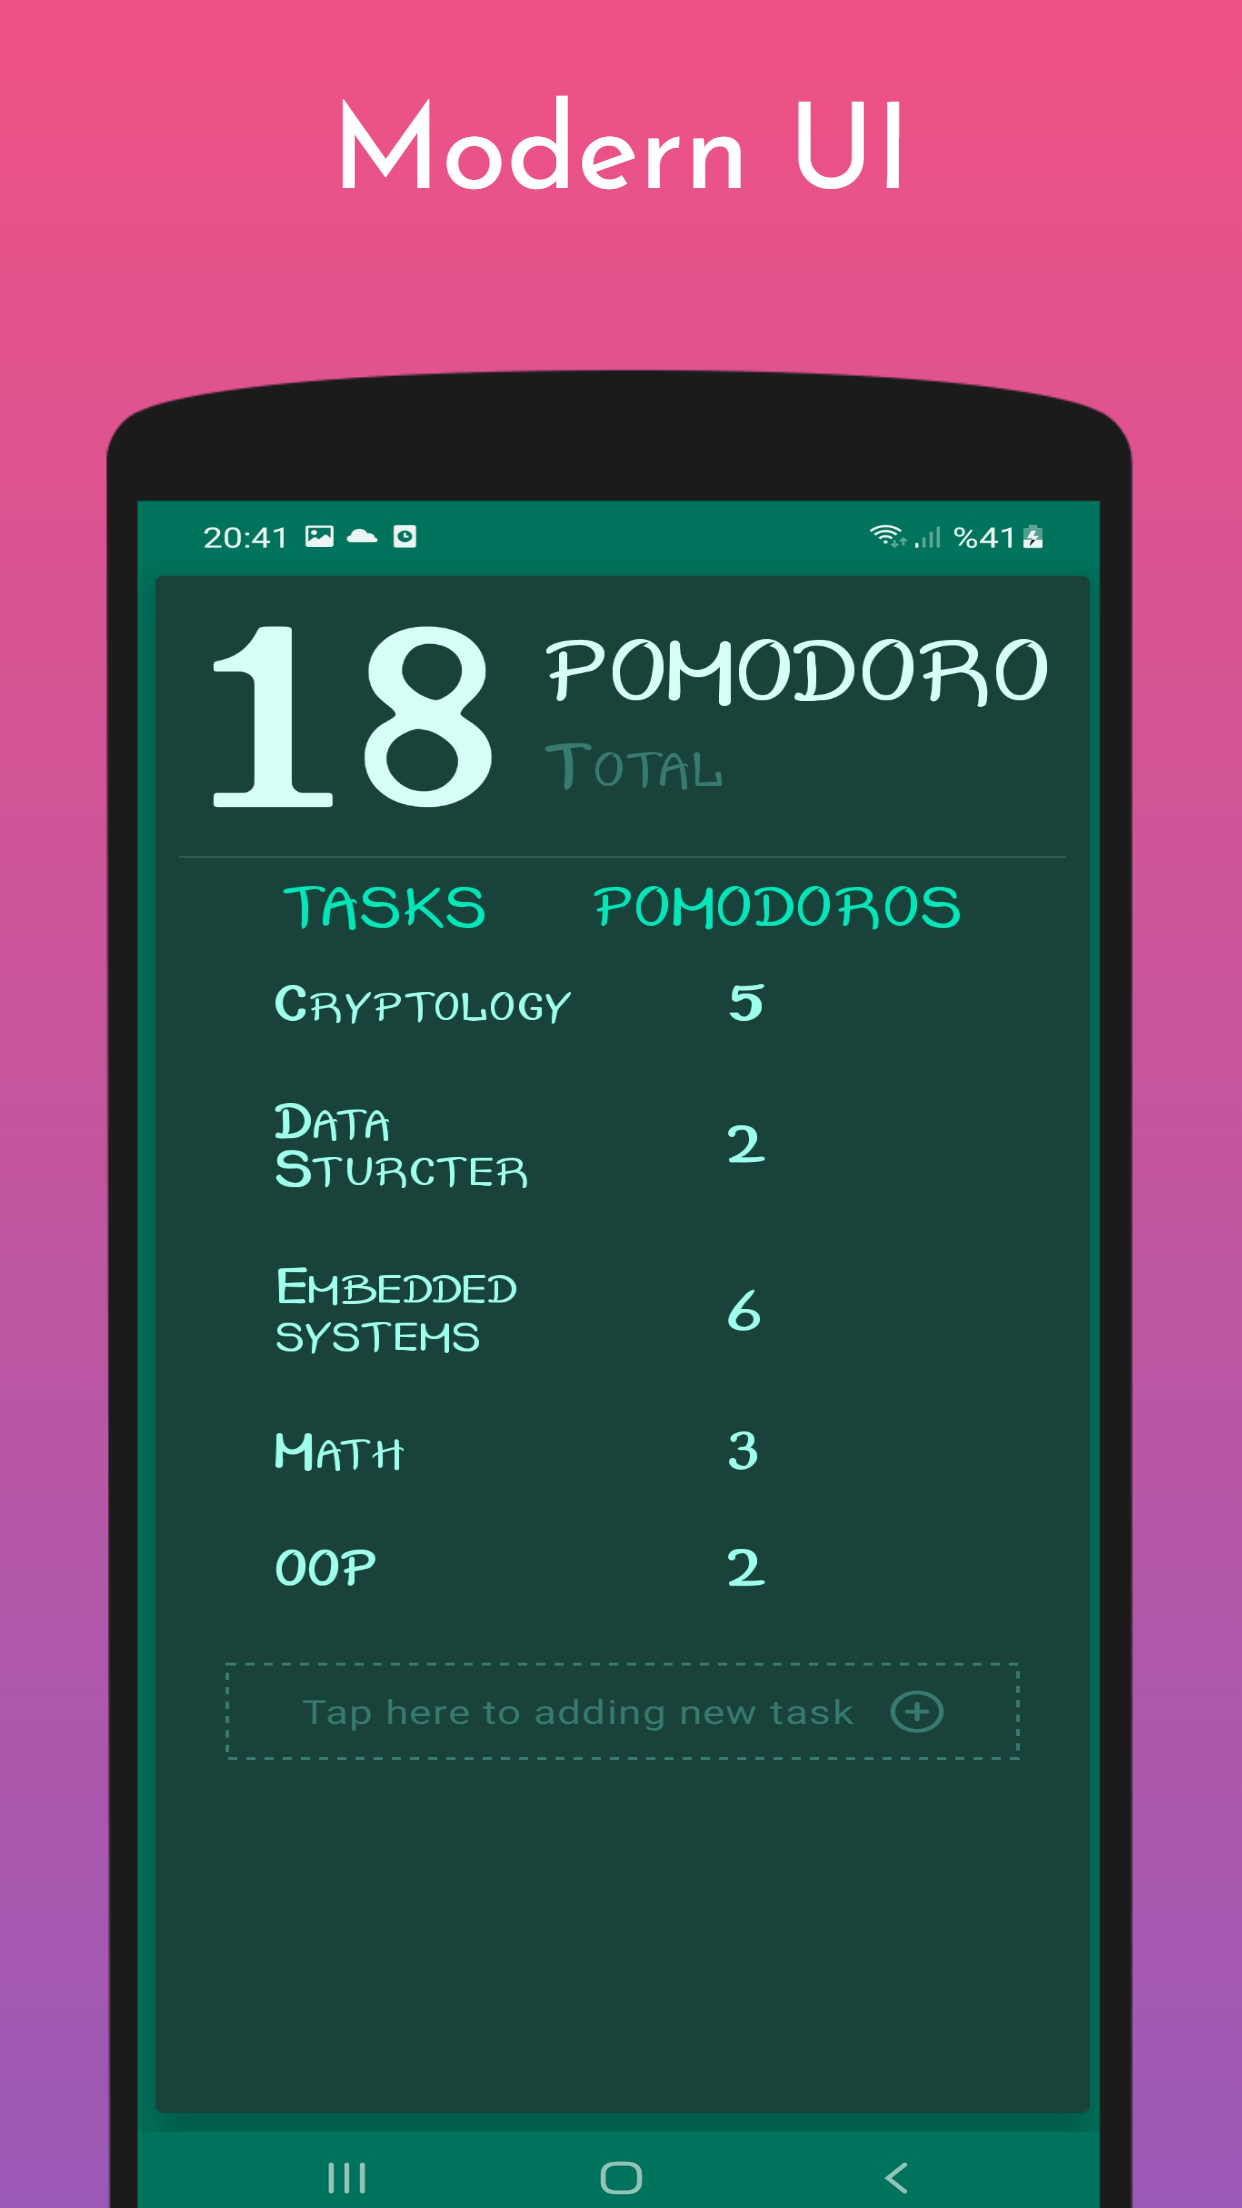 Modern UI
20:41 %41
18 POMODORO
Total
TASKS POMODOROS
Cryptology 5
Data
Sturcter 2
Embedded
systems 6
Math 3
OOP 2
Tap here to adding new task